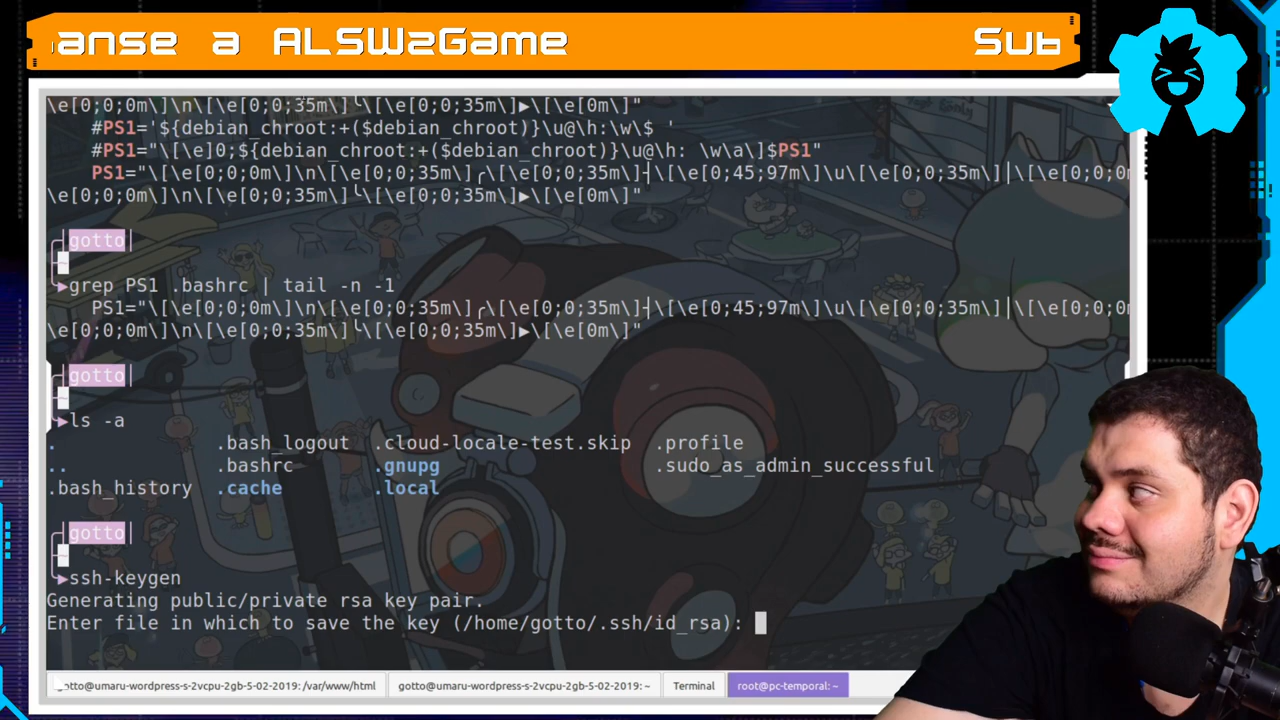 anse a ALSW2Game Sub
\e[0;0;0m\]\n\[\e[0;0;35m\]╰\[\e[0;0;35m\]▶\[\e[0m\]"
#PS1='${debian_chroot:+($debian_chroot)}\u@\h:\w\$ '
#PS1="\[\e]0;${debian_chroot:+($debian_chroot)}\u@\h: \w\a\]$PS1"
PS1="\[\e[0;0;0m\]\n\[\e[0;0;35m\]╭\[\e[0;0;35m\]┤\[\e[0;45;97m\]\u\[\e[0;0;35m\]│\[\e[0;0;0m
\e[0;0;0m\]\n\[\e[0;0;35m\]╰\[\e[0;0;35m\]▶\[\e[0m\]"
╭┤gotto│
│~
╰▶grep PS1 .bashrc | tail -n -1
PS1="\[\e[0;0;0m\]\n\[\e[0;0;35m\]╭\[\e[0;0;35m\]┤\[\e[0;45;97m\]\u\[\e[0;0;35m\]│\[\e[0;0;0m
\e[0;0;0m\]\n\[\e[0;0;35m\]╰\[\e[0;0;35m\]▶\[\e[0m\]"
╭┤gotto│
│~
╰▶ls -a
. .bash_logout .cloud-locale-test.skip .profile
.. .bashrc .gnupg .sudo_as_admin_successful
.bash_history .cache .local
╭┤gotto│
│~
╰▶ssh-keygen
Generating public/private rsa key pair.
Enter file in which to save the key (/home/gotto/.ssh/id_rsa):
gotto@umaru-wordpress-s-2vcpu-2gb-5-02-2019: /var/www/html gotto@umaru-wordpress-s-2vcpu-2gb-5-02-2019: ~ Terminal root@pc-temporal: ~